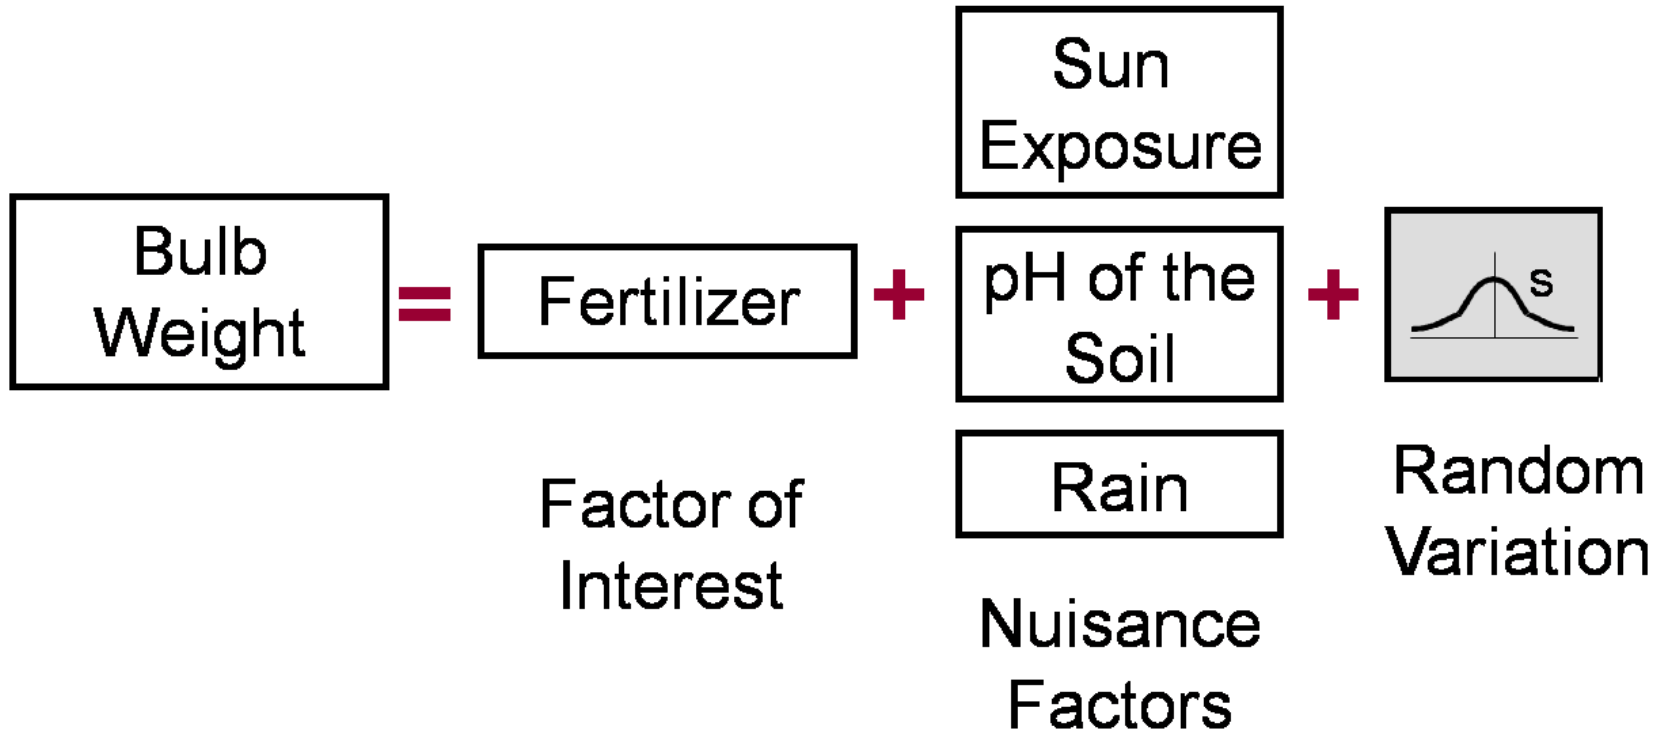 Bulb
Weight
=
Fertilizer
Factor of
Interest
+
Sun
Exposure
pH of the
Soil
Rain
Nuisance
Factors
+
s
Random
Variation